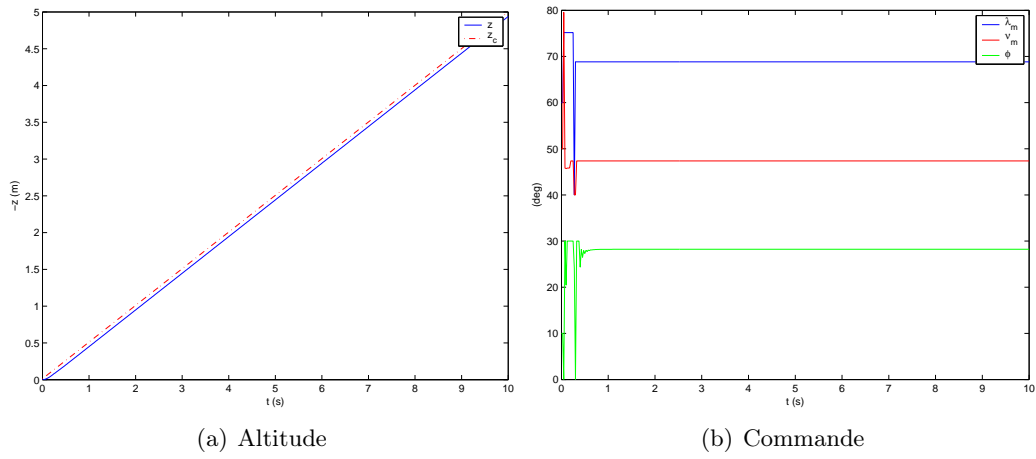 5
4.5
4
3.5
3
2.5
2
1.5
1
0.5
0
-z (m)
z
z_c
0 1 2 3 4 5 6 7 8 9 10
t (s)
(a) Altitude
80
70
60
50
40
30
20
10
0
(deg)
λ_m
ν_m
ϕ
0 1 2 3 4 5 6 7 8 9 10
t (s)
(b) Commande